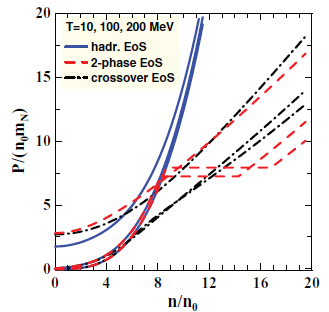 20
T=10, 100, 200 MeV
hadr. EoS
2-phase EoS
crossover EoS
15
10
5
0
P/(n₀mN)
0 4 8 12 16 20
n/n₀